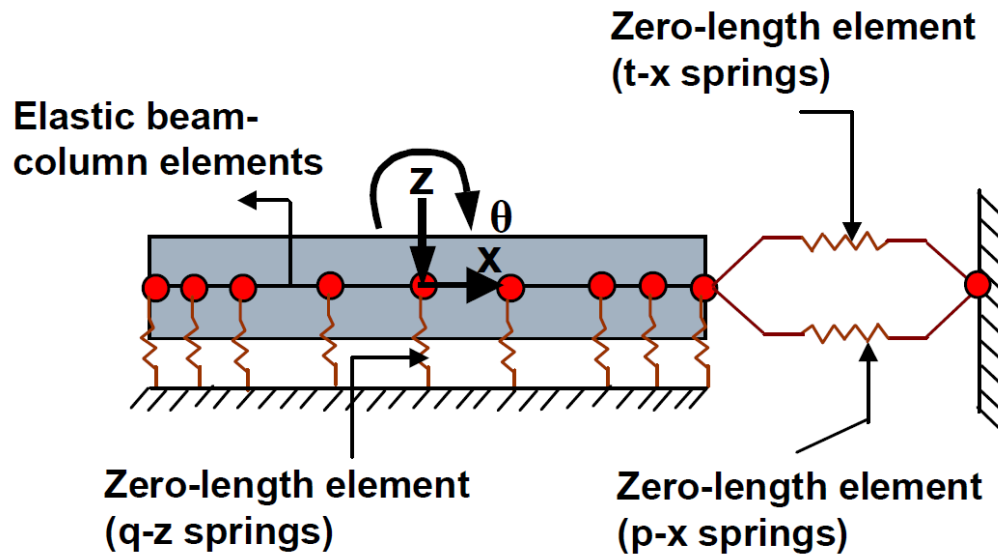 Zero-length element
(t-x springs)
Elastic beam-
column elements
Z
θ
X
Zero-length element
(q-z springs)
Zero-length element
(p-x springs)